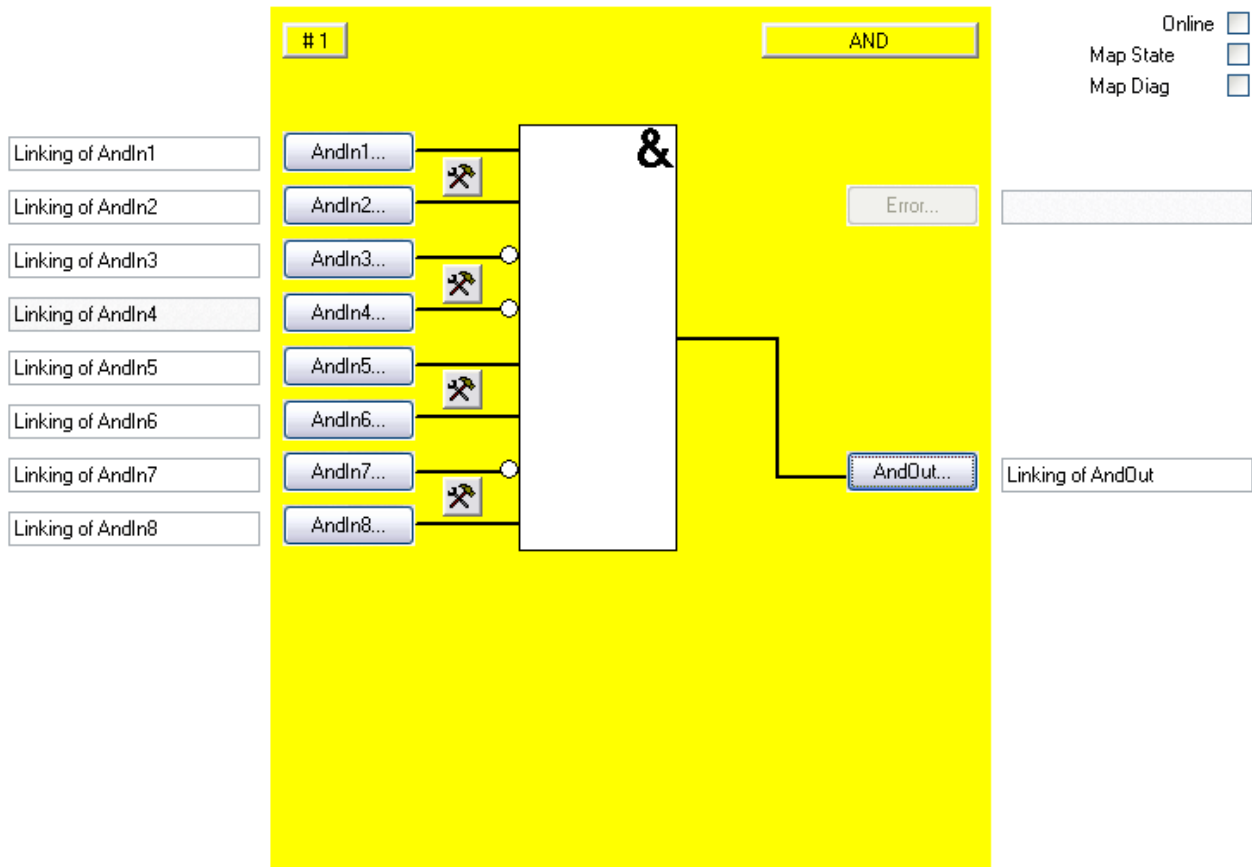 # 1
AND
Online
Map State
Map Diag
&
Linking of AndIn1
AndIn1...
Linking of AndIn2
AndIn2...
Error...
Linking of AndIn3
AndIn3...
Linking of AndIn4
AndIn4...
Linking of AndIn5
AndIn5...
Linking of AndIn6
AndIn6...
Linking of AndIn7
AndIn7...
AndOut...
Linking of AndOut
Linking of AndIn8
AndIn8...